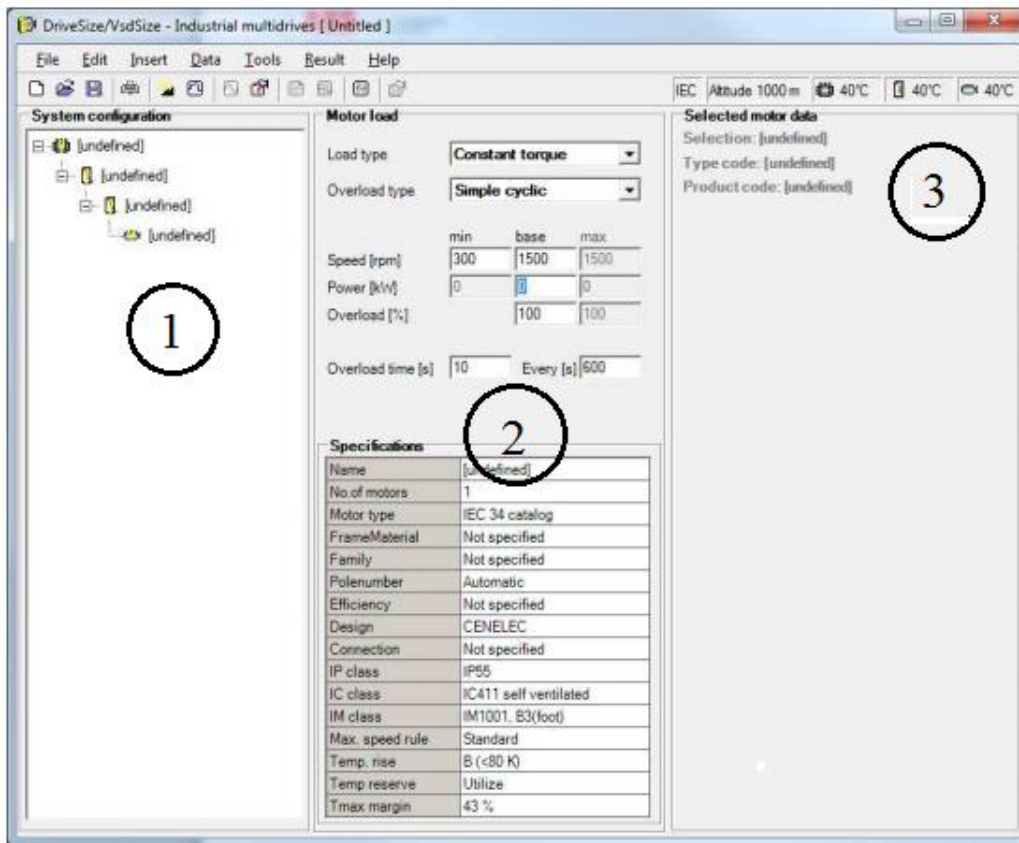 DriveSize/VsdSize - Industrial multidrives [ Untitled ]
File Edit Insert Data Tools Result Help
IEC Altitude 1000 m 40°C 40°C 40°C
System configuration
[undefined]
[undefined]
[undefined]
[undefined]
1
Motor load
Load type Constant torque
Overload type Simple cyclic
min base max
Speed [rpm] 300 1500 1500
Power [kW] 0 0 0
Overload [%] 100 100
Overload time [s] 10 Every [s] 600
2
Specifications
Name [undefined]
No.of motors 1
Motor type IEC 34 catalog
FrameMaterial Not specified
Family Not specified
Polenumber Automatic
Efficiency Not specified
Design CENELEC
Connection Not specified
IP class IP55
IC class IC411 self ventilated
IM class IM1001, B3(foot)
Max. speed rule Standard
Temp. rise B (<80 K)
Temp reserve Utilize
Tmax margin 43 %
Selected motor data
Selection: [undefined]
Type code: [undefined]
Product code: [undefined]
3